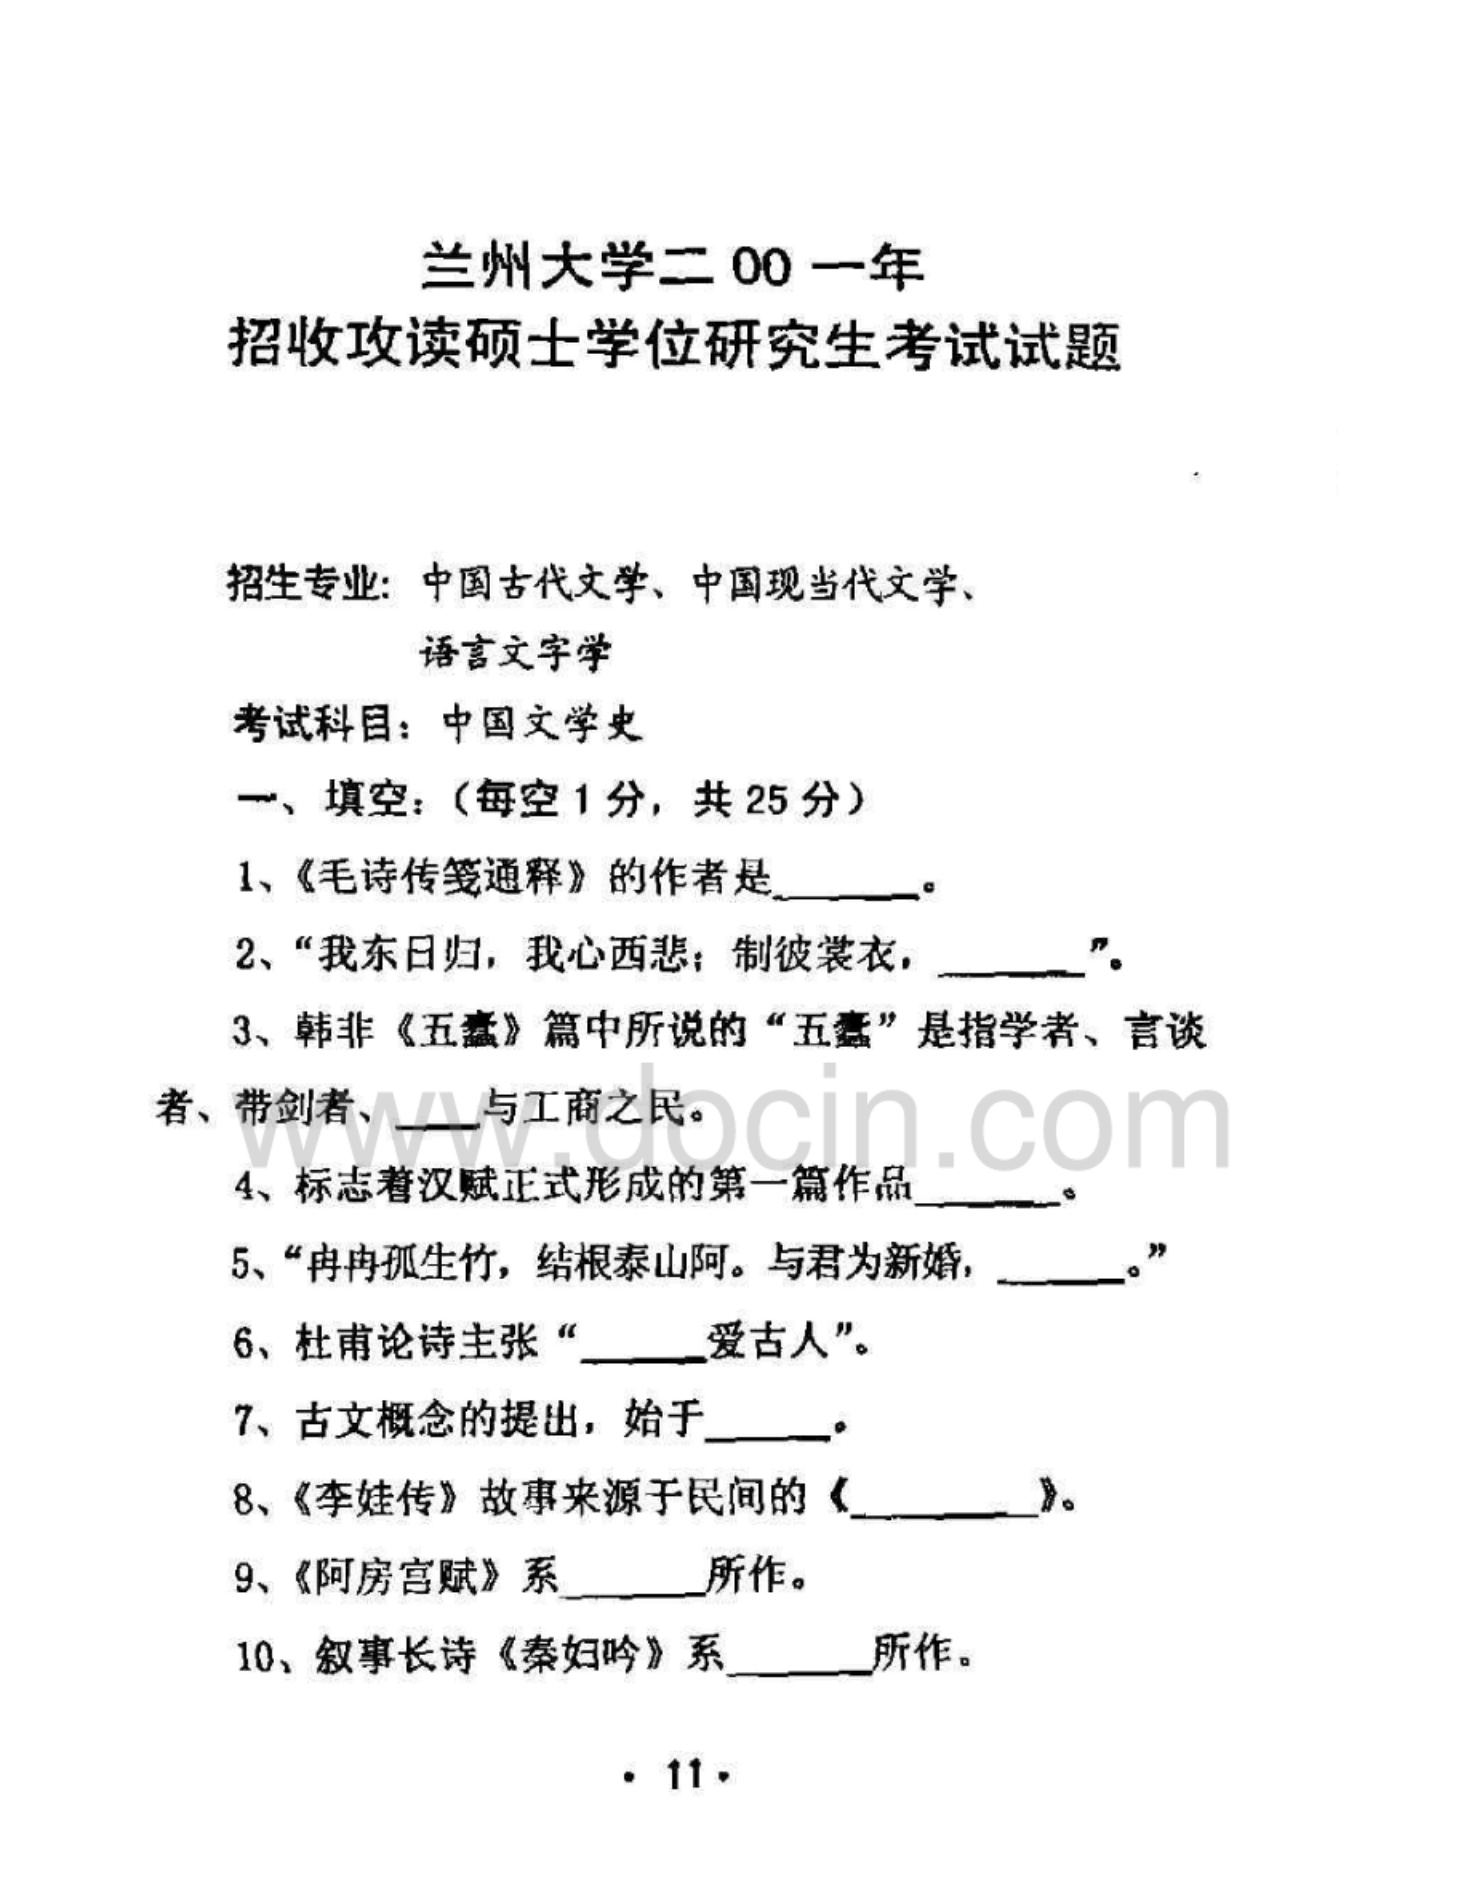 兰州大学二00一年
招收攻读硕士学位研究生考试试题
招生专业：中国古代文学、中国现当代文学、
语言文字学
考试科目：中国文学史
一、填空：（每空1分，共25分）
1、《毛诗传笺通释》的作者是______。
2、“我东日归，我心西悲；制彼裳衣，______”。
3、韩非《五蠹》篇中所说的“五蠹”是指学者、言谈
者、带剑者、____与工商之民。
www.docin.com
4、标志着汉赋正式形成的第一篇作品______。
5、“冉冉孤生竹，结根泰山阿。与君为新婚，______。”
6、杜甫论诗主张“______爱古人”。
7、古文概念的提出，始于______。
8、《李娃传》故事来源于民间的《________》。
9、《阿房宫赋》系______所作。
10、叙事长诗《秦妇吟》系______所作。
· 11 ·